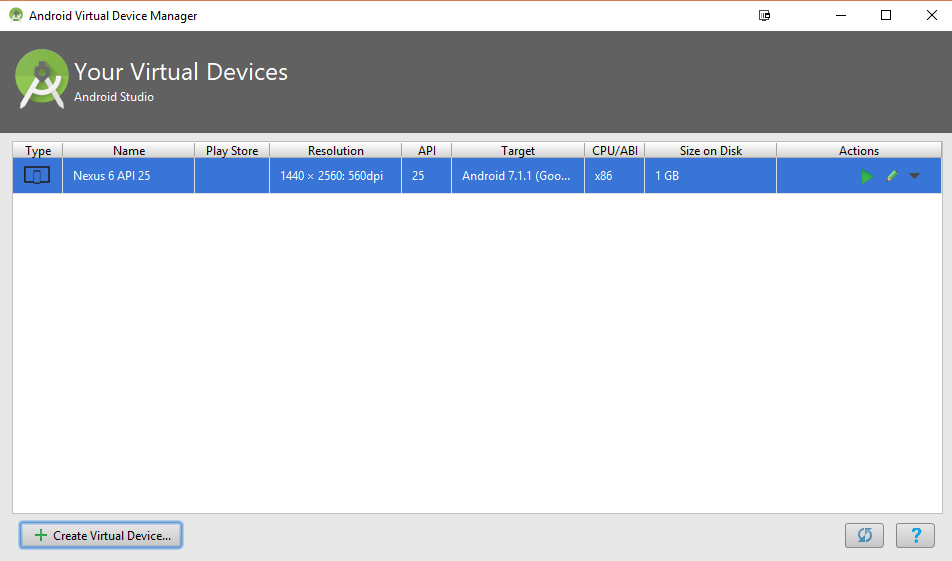 Android Virtual Device Manager
Your Virtual Devices
Android Studio
Type Name Play Store Resolution API Target CPU/ABI Size on Disk Actions
Nexus 6 API 25 1440 × 2560: 560dpi 25 Android 7.1.1 (Goo... x86 1 GB
Create Virtual Device...
?